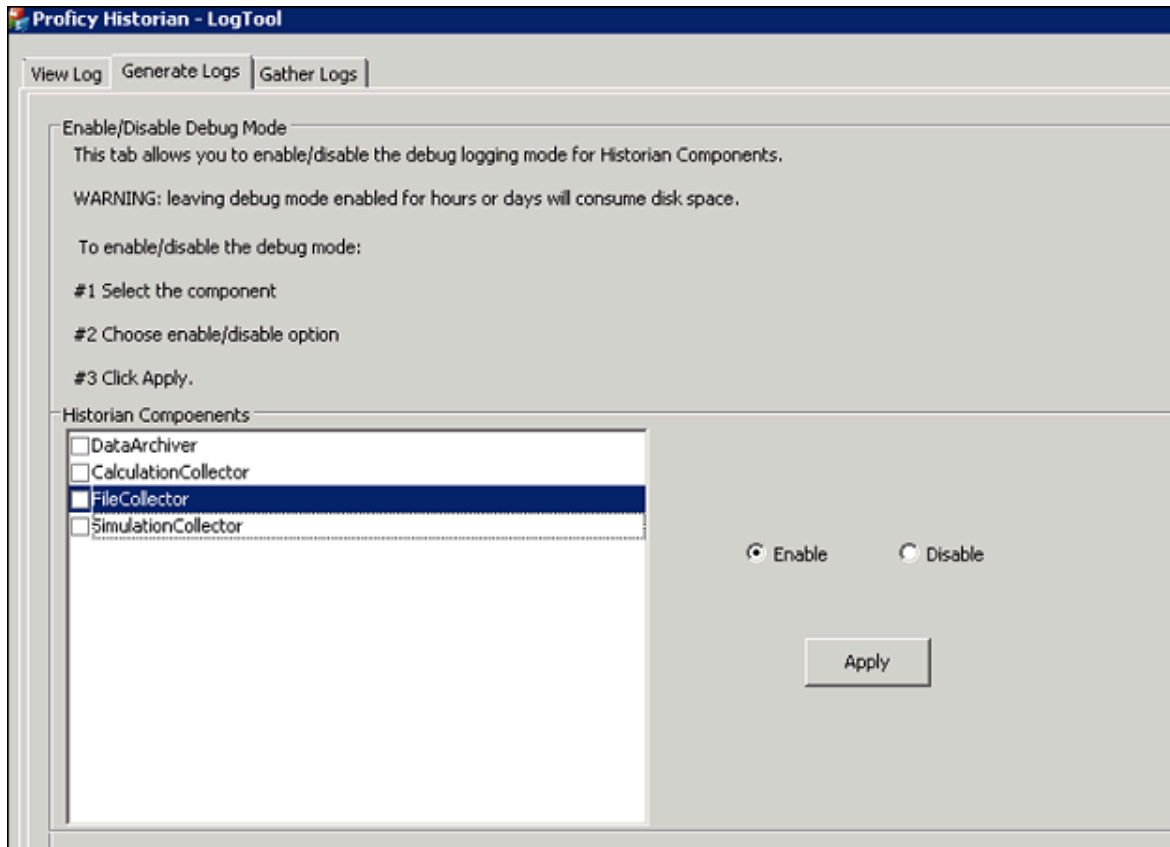 Proficy Historian - LogTool
View Log Generate Logs Gather Logs
Enable/Disable Debug Mode
This tab allows you to enable/disable the debug logging mode for Historian Components.
WARNING: leaving debug mode enabled for hours or days will consume disk space.
To enable/disable the debug mode:
#1 Select the component
#2 Choose enable/disable option
#3 Click Apply.
Historian Compoenents
DataArchiver
CalculationCollector
FileCollector
SimulationCollector
Enable Disable
Apply